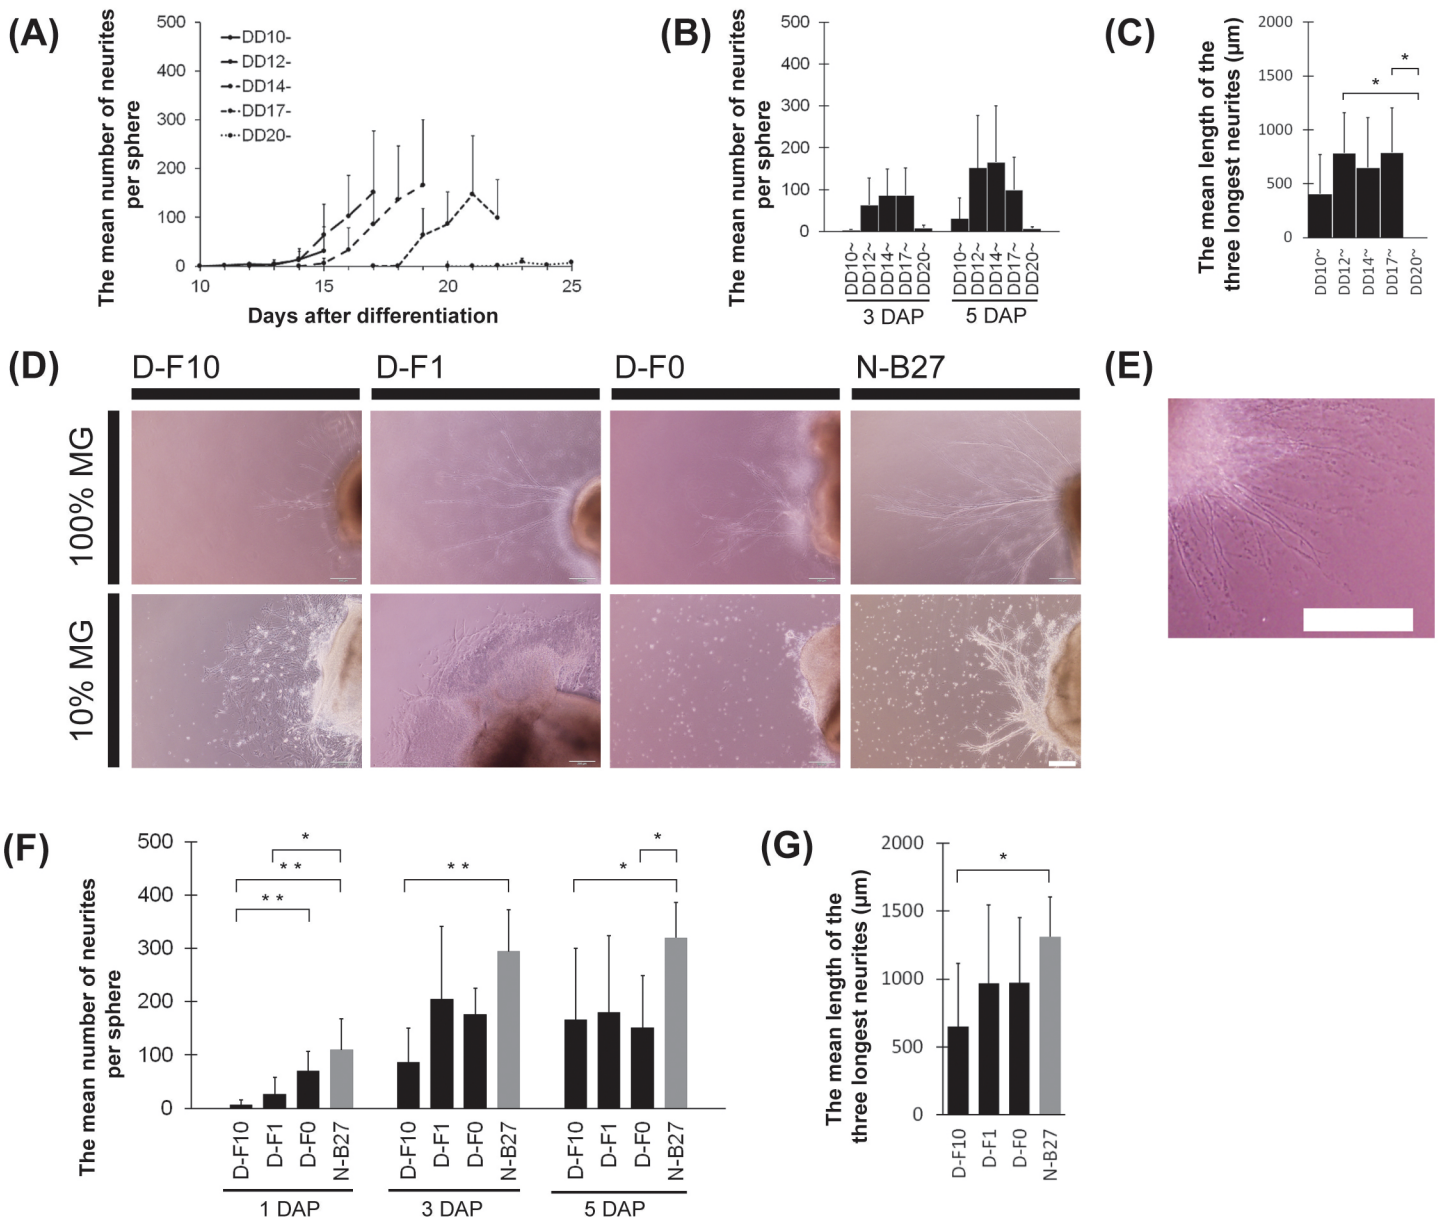 (A)
The mean number of neurites
per sphere
500
400
300
200
100
0
DD10-
DD12-
DD14-
DD17-
DD20-
10
15
20
25
Days after differentiation
(B)
The mean number of neurites
per sphere
500
400
300
200
100
0
DD10~
DD12~
DD14~
DD17~
DD20~
DD10~
DD12~
DD14~
DD17~
DD20~
3 DAP
5 DAP
(C)
The mean length of the
three longest neurites (µm)
2000
1500
1000
500
0
*
*
DD10~
DD12~
DD14~
DD17~
DD20~
(D)
D-F10
D-F1
D-F0
N-B27
100% MG
10% MG
(E)
(F)
The mean number of neurites
per sphere
500
400
300
200
100
0
*
* *
* *
* *
*
*
D-F10
D-F1
D-F0
N-B27
D-F10
D-F1
D-F0
N-B27
D-F10
D-F1
D-F0
N-B27
1 DAP
3 DAP
5 DAP
(G)
The mean length of the
three longest neurites (µm)
2000
1500
1000
500
0
*
D-F10
D-F1
D-F0
N-B27